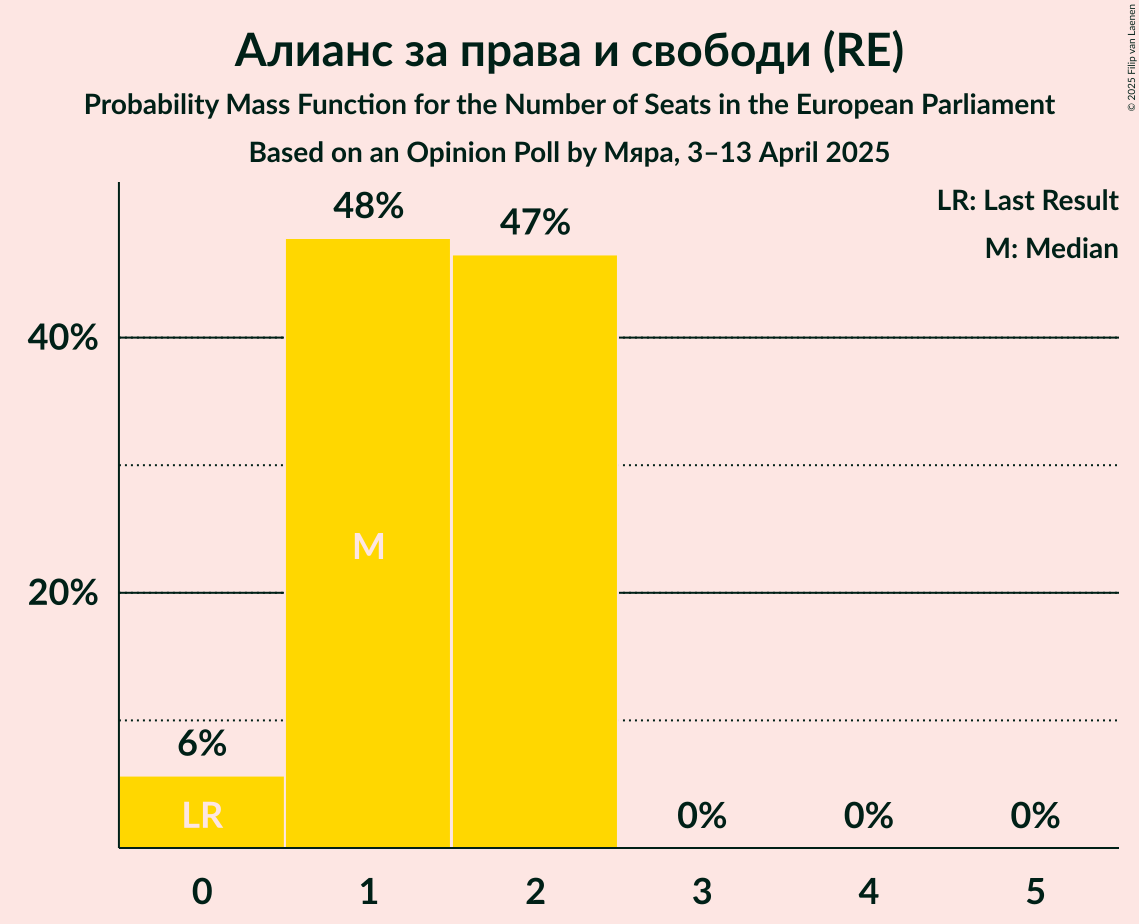 Алианс за права и свободи (RE)
Probability Mass Function for the Number of Seats in the European Parliament
Based on an Opinion Poll by Мяра, 3–13 April 2025
© 2025 Filip van Laenen
LR: Last Result
M: Median
48%
47%
40%
M
20%
6%
LR
0%
0%
0%
0
1
2
3
4
5